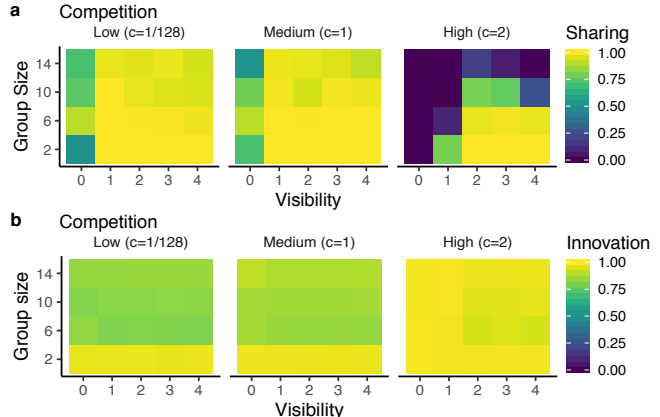 a Competition
Low (c=1/128) Medium (c=1) High (c=2) Sharing
Group Size
14
10
6
2
0 1 2 3 4 0 1 2 3 4 0 1 2 3 4
Visibility
1.00
0.75
0.50
0.25
0.00
b Competition
Low (c=1/128) Medium (c=1) High (c=2) Innovation
Group size
14
10
6
2
0 1 2 3 4 0 1 2 3 4 0 1 2 3 4
Visibility
1.00
0.75
0.50
0.25
0.00